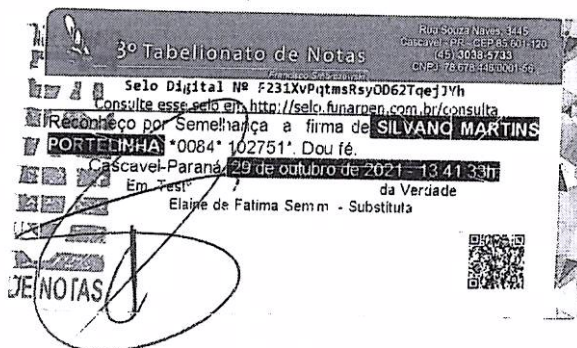 Rua Souza Naves, 3445
Cascavel - PR - CEP 85.801-120
(45) 3038-5733
CNPJ 78.678.446/0001-56
3º Tabelionato de Notas
Francisco
Selo Digital Nº F231XvPqtmsRsyOD62TqejJYh
Consulte esse selo em http://selo.funarpen.com.br/consulta
Reconheço por Semelhança a firma de SILVANO MARTINS
PORTELINHA *0084* 102751*. Dou fé.
Cascavel-Paraná, 29 de outubro de 2021 - 13:41:33h
Em Testº da Verdade
Elaine de Fatima - Substituta
DE NOTAS